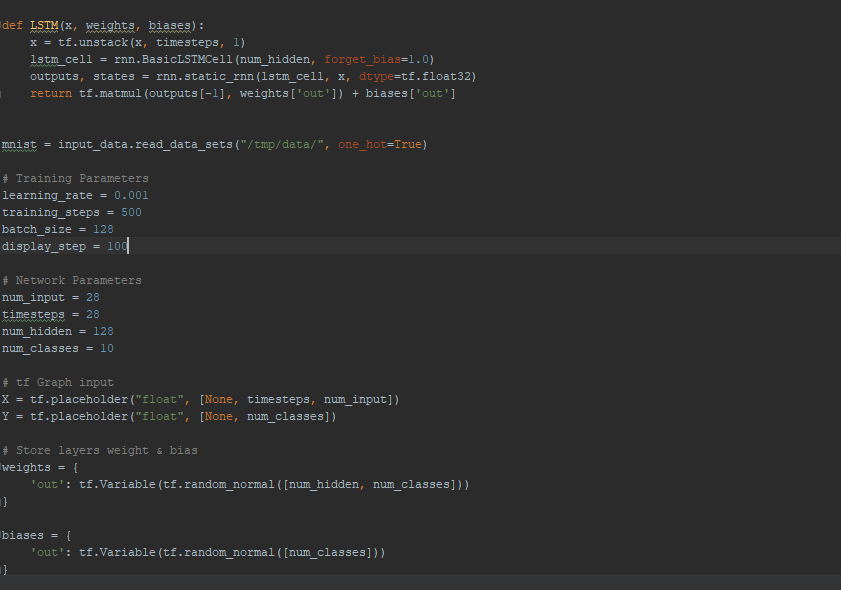 def LSTM(x, weights, biases):
    x = tf.unstack(x, timesteps, 1)
    lstm_cell = rnn.BasicLSTMCell(num_hidden, forget_bias=1.0)
    outputs, states = rnn.static_rnn(lstm_cell, x, dtype=tf.float32)
    return tf.matmul(outputs[-1], weights['out']) + biases['out']
mnist = input_data.read_data_sets("/tmp/data/", one_hot=True)
# Training Parameters
learning_rate = 0.001
training_steps = 500
batch_size = 128
display_step = 100
# Network Parameters
num_input = 28
timesteps = 28
num_hidden = 128
num_classes = 10
# tf Graph input
X = tf.placeholder("float", [None, timesteps, num_input])
Y = tf.placeholder("float", [None, num_classes])
# Store layers weight & bias
weights = {
    'out': tf.Variable(tf.random_normal([num_hidden, num_classes]))
}
biases = {
    'out': tf.Variable(tf.random_normal([num_classes]))
}